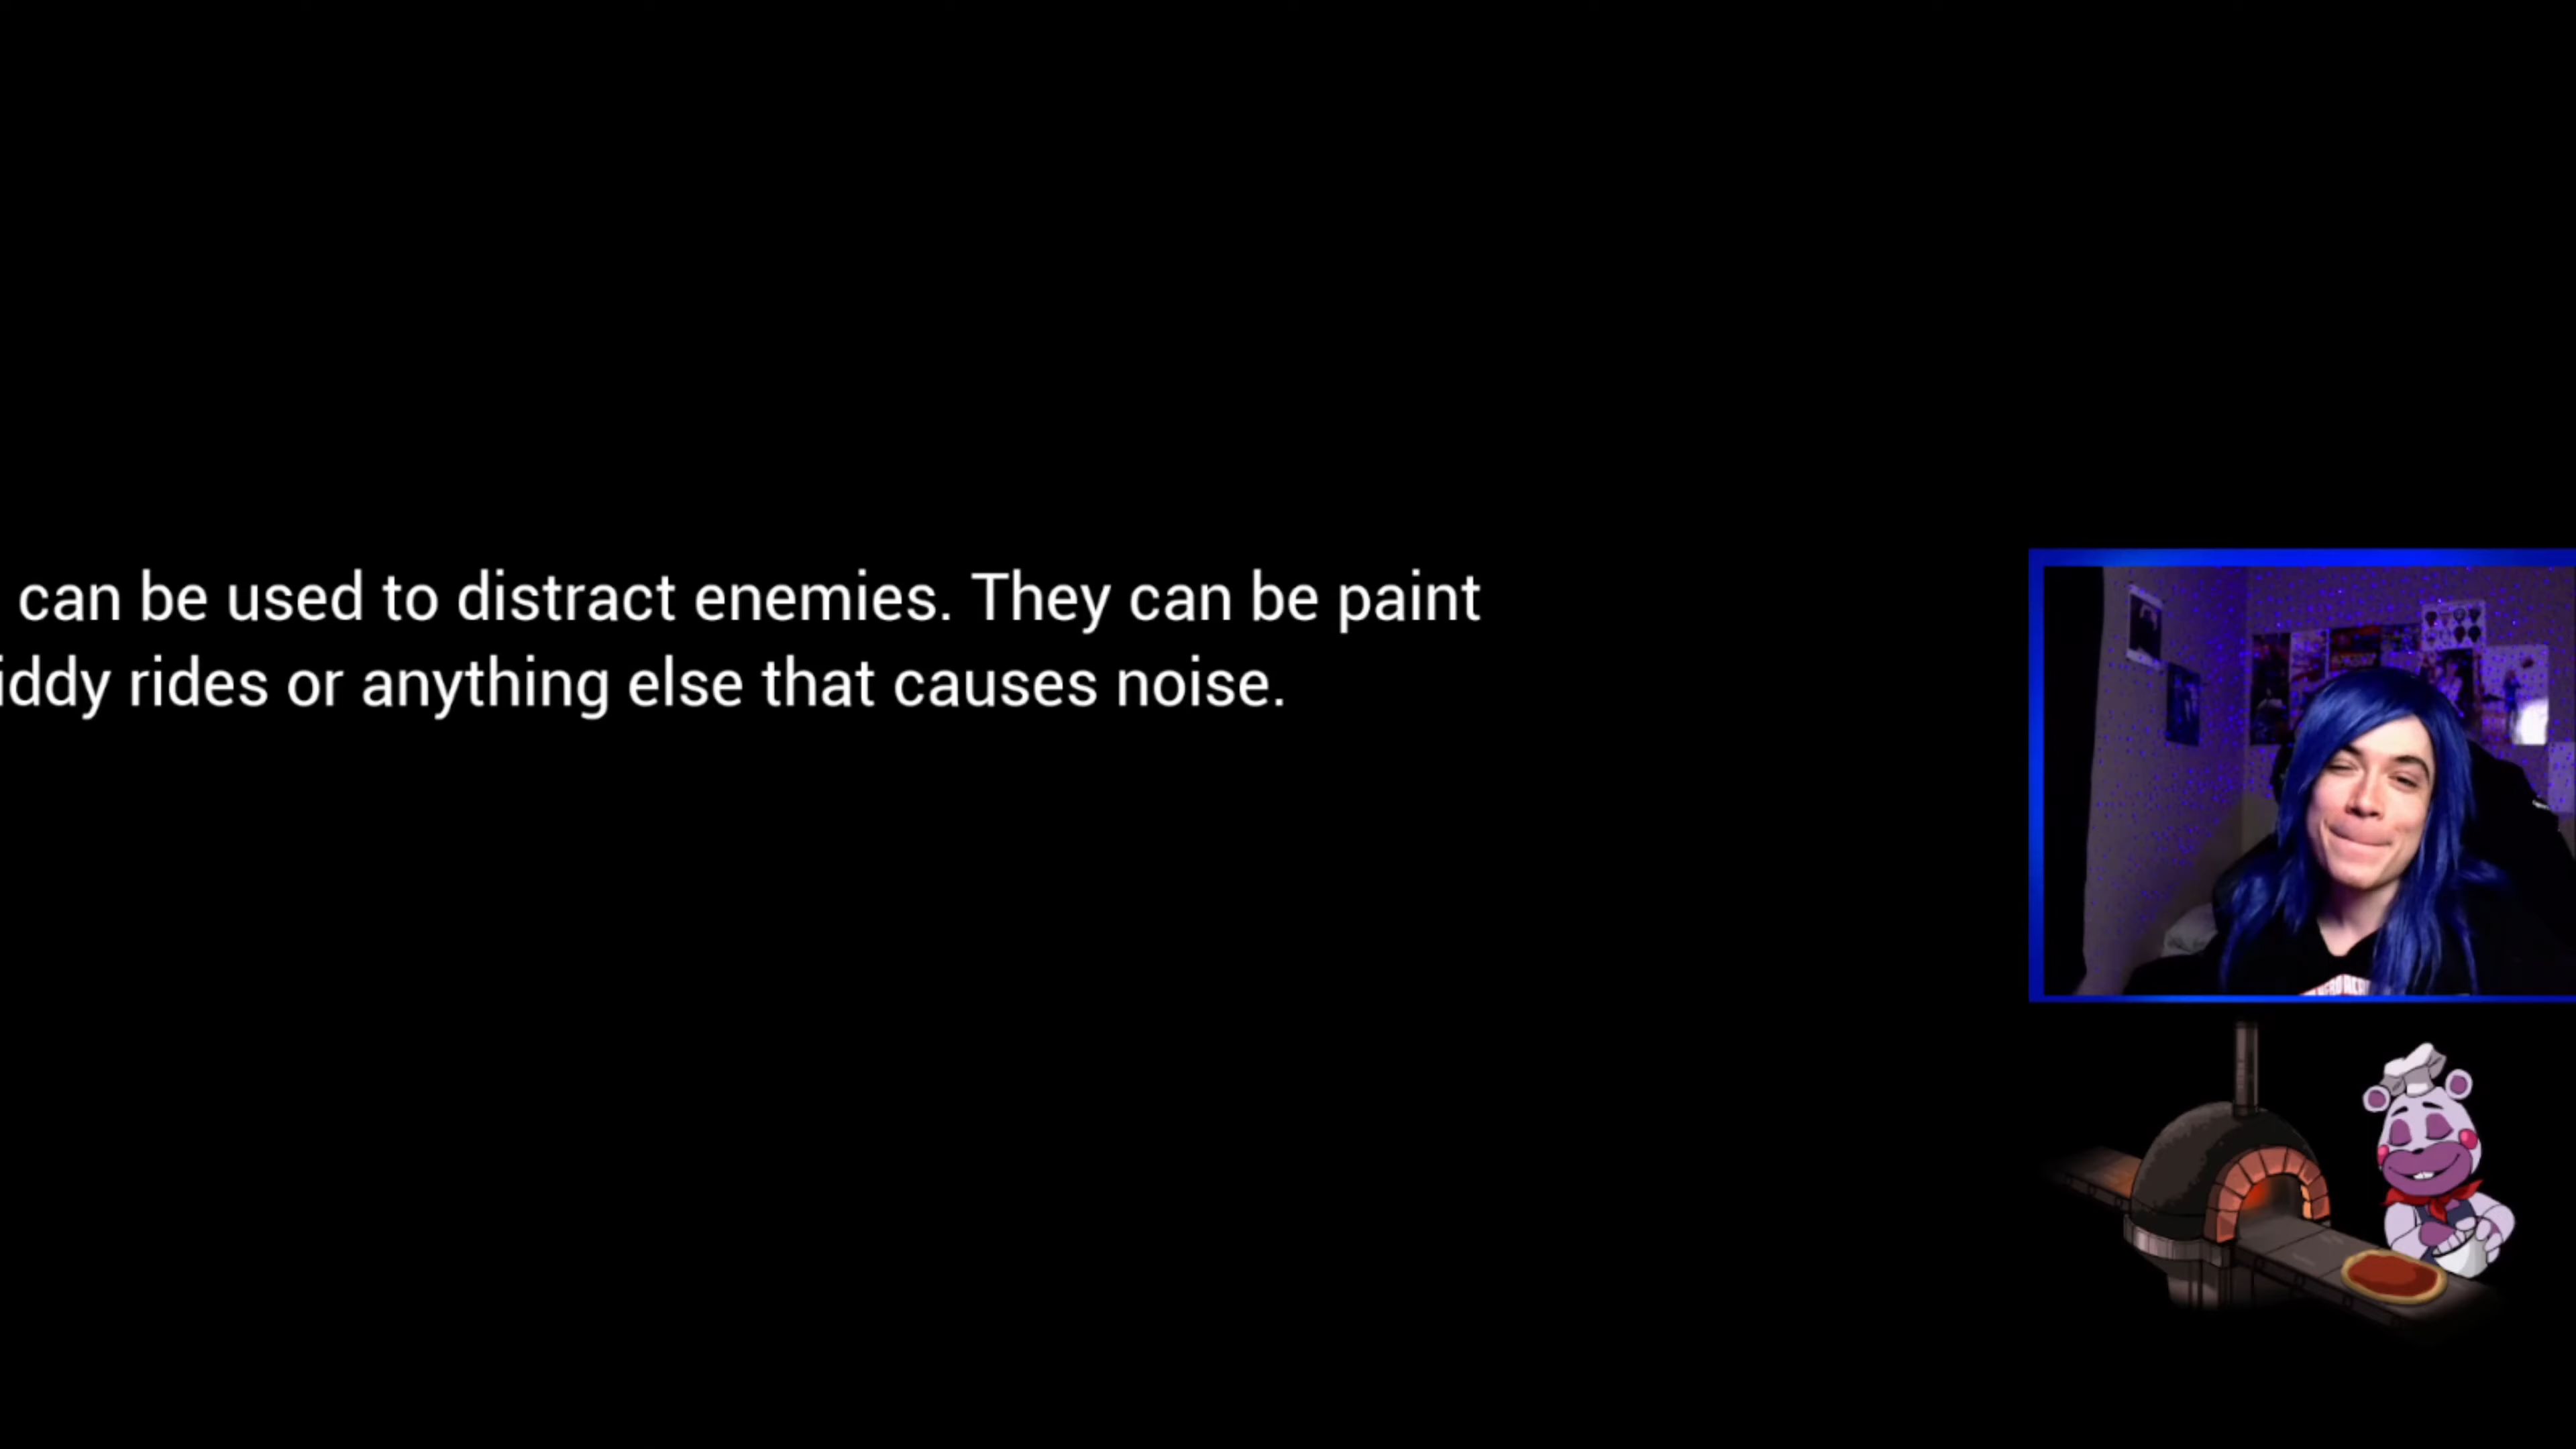 can be used to distract enemies. They can be paint
iddy rides or anything else that causes noise.